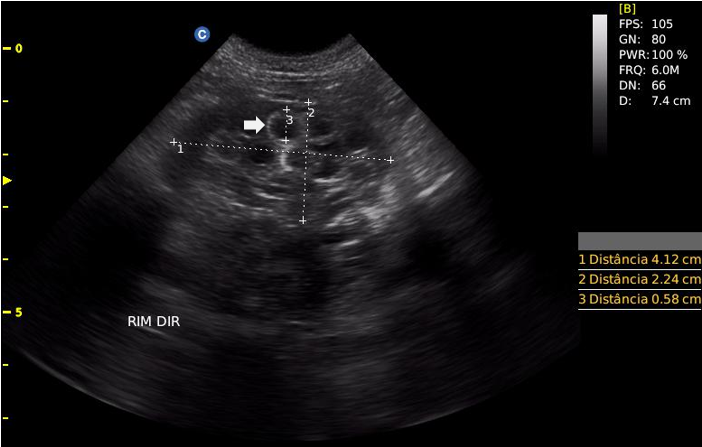 C
[B]
FPS: 105
GN: 80
PWR: 100 %
FRQ: 6.0M
DN: 66
D: 7.4 cm
0
5
1
2
3
1 Distância 4.12 cm
2 Distância 2.24 cm
3 Distância 0.58 cm
RIM DIR